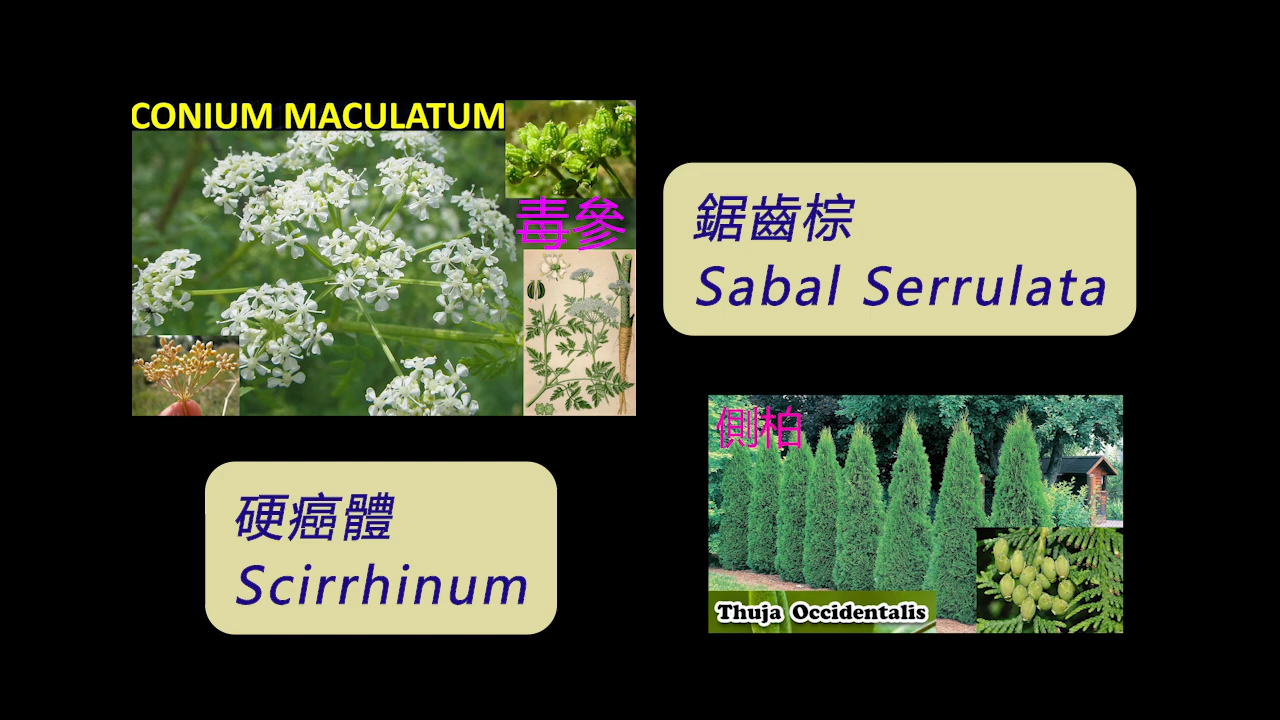 CONIUM MACULATUM
毒參
鋸齒棕
Sabal Serrulata
側柏
Thuja Occidentalis
硬癌體
Scirrhinum